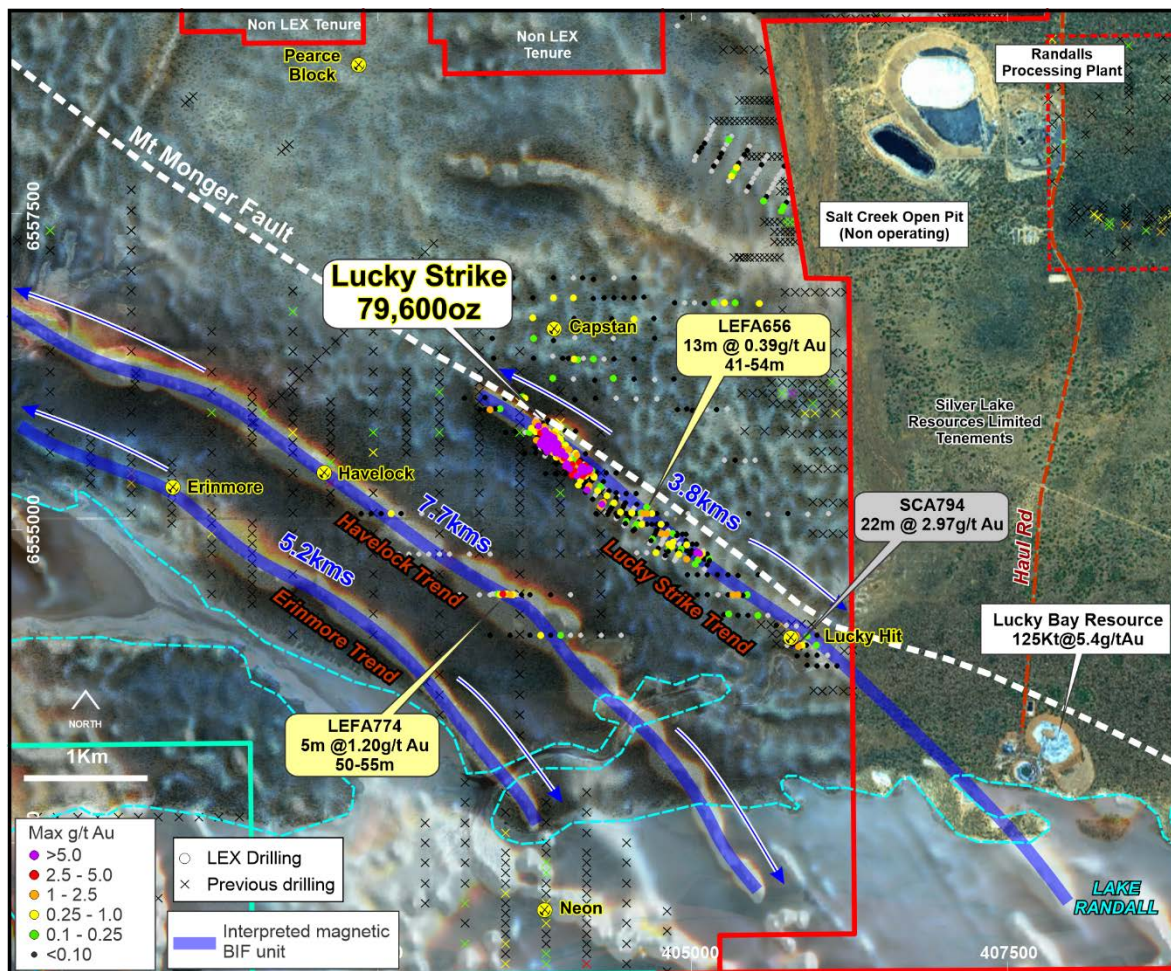 Non LEX Tenure
Non LEX
Tenure
Pearce
Block
Randalls
Processing Plant
Mt Monger Fault
6557500
Salt Creek Open Pit
(Non operating)
Lucky Strike
79,600oz
Capstan
LEFA656
13m @ 0.39g/t Au
41-54m
Silver Lake
Resources Limited
Tenements
Haul Rd
Havelock
Erinmore
6555000
3.8kms
7.7kms
5.2kms
Havelock Trend
Erinmore Trend
Lucky Strike Trend
SCA794
22m @ 2.97g/t Au
Lucky Hit
Lucky Bay Resource
125Kt@5.4g/tAu
LEFA774
5m @1.20g/t Au
50-55m
NORTH
1Km
Max g/t Au
>5.0
2.5 - 5.0
1 - 2.5
0.25 - 1.0
0.1 - 0.25
<0.10
LEX Drilling
Previous drilling
Interpreted magnetic
BIF unit
Neon
LAKE
RANDALL
405000
407500